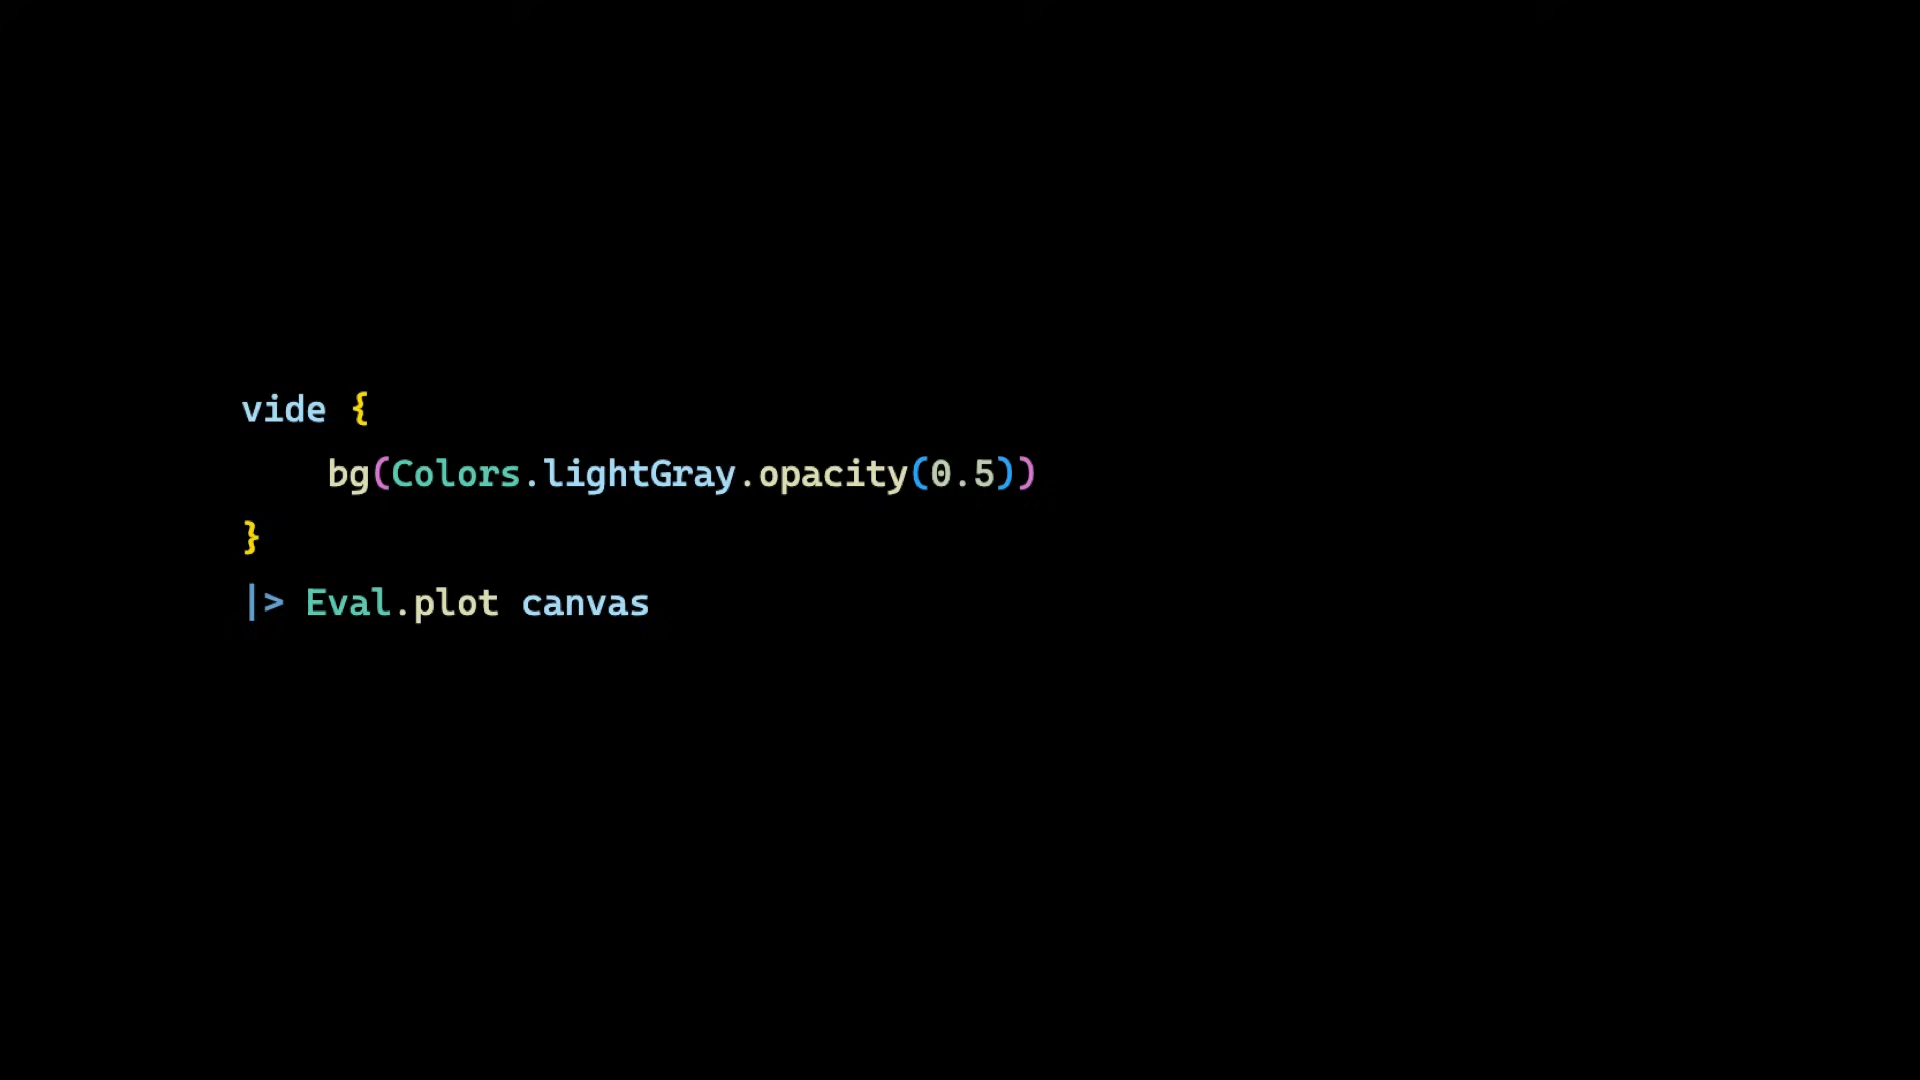 vide {
    bg(Colors.lightGray.opacity(0.5))
}
|> Eval.plot canvas